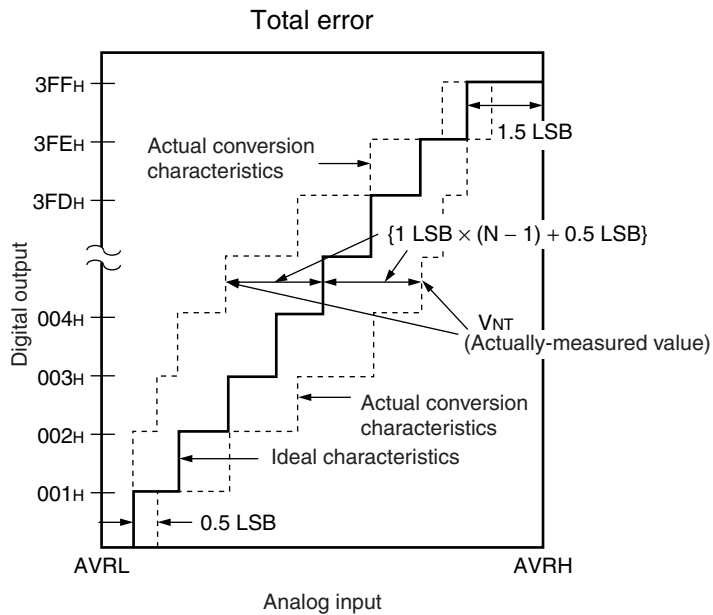 Total error
3FFH
3FEH
3FDH
004H
003H
002H
001H
Digital output
Actual conversion
characteristics
1.5 LSB
{1 LSB × (N − 1) + 0.5 LSB}
VNT
(Actually-measured value)
Actual conversion
characteristics
Ideal characteristics
0.5 LSB
AVRL
AVRH
Analog input